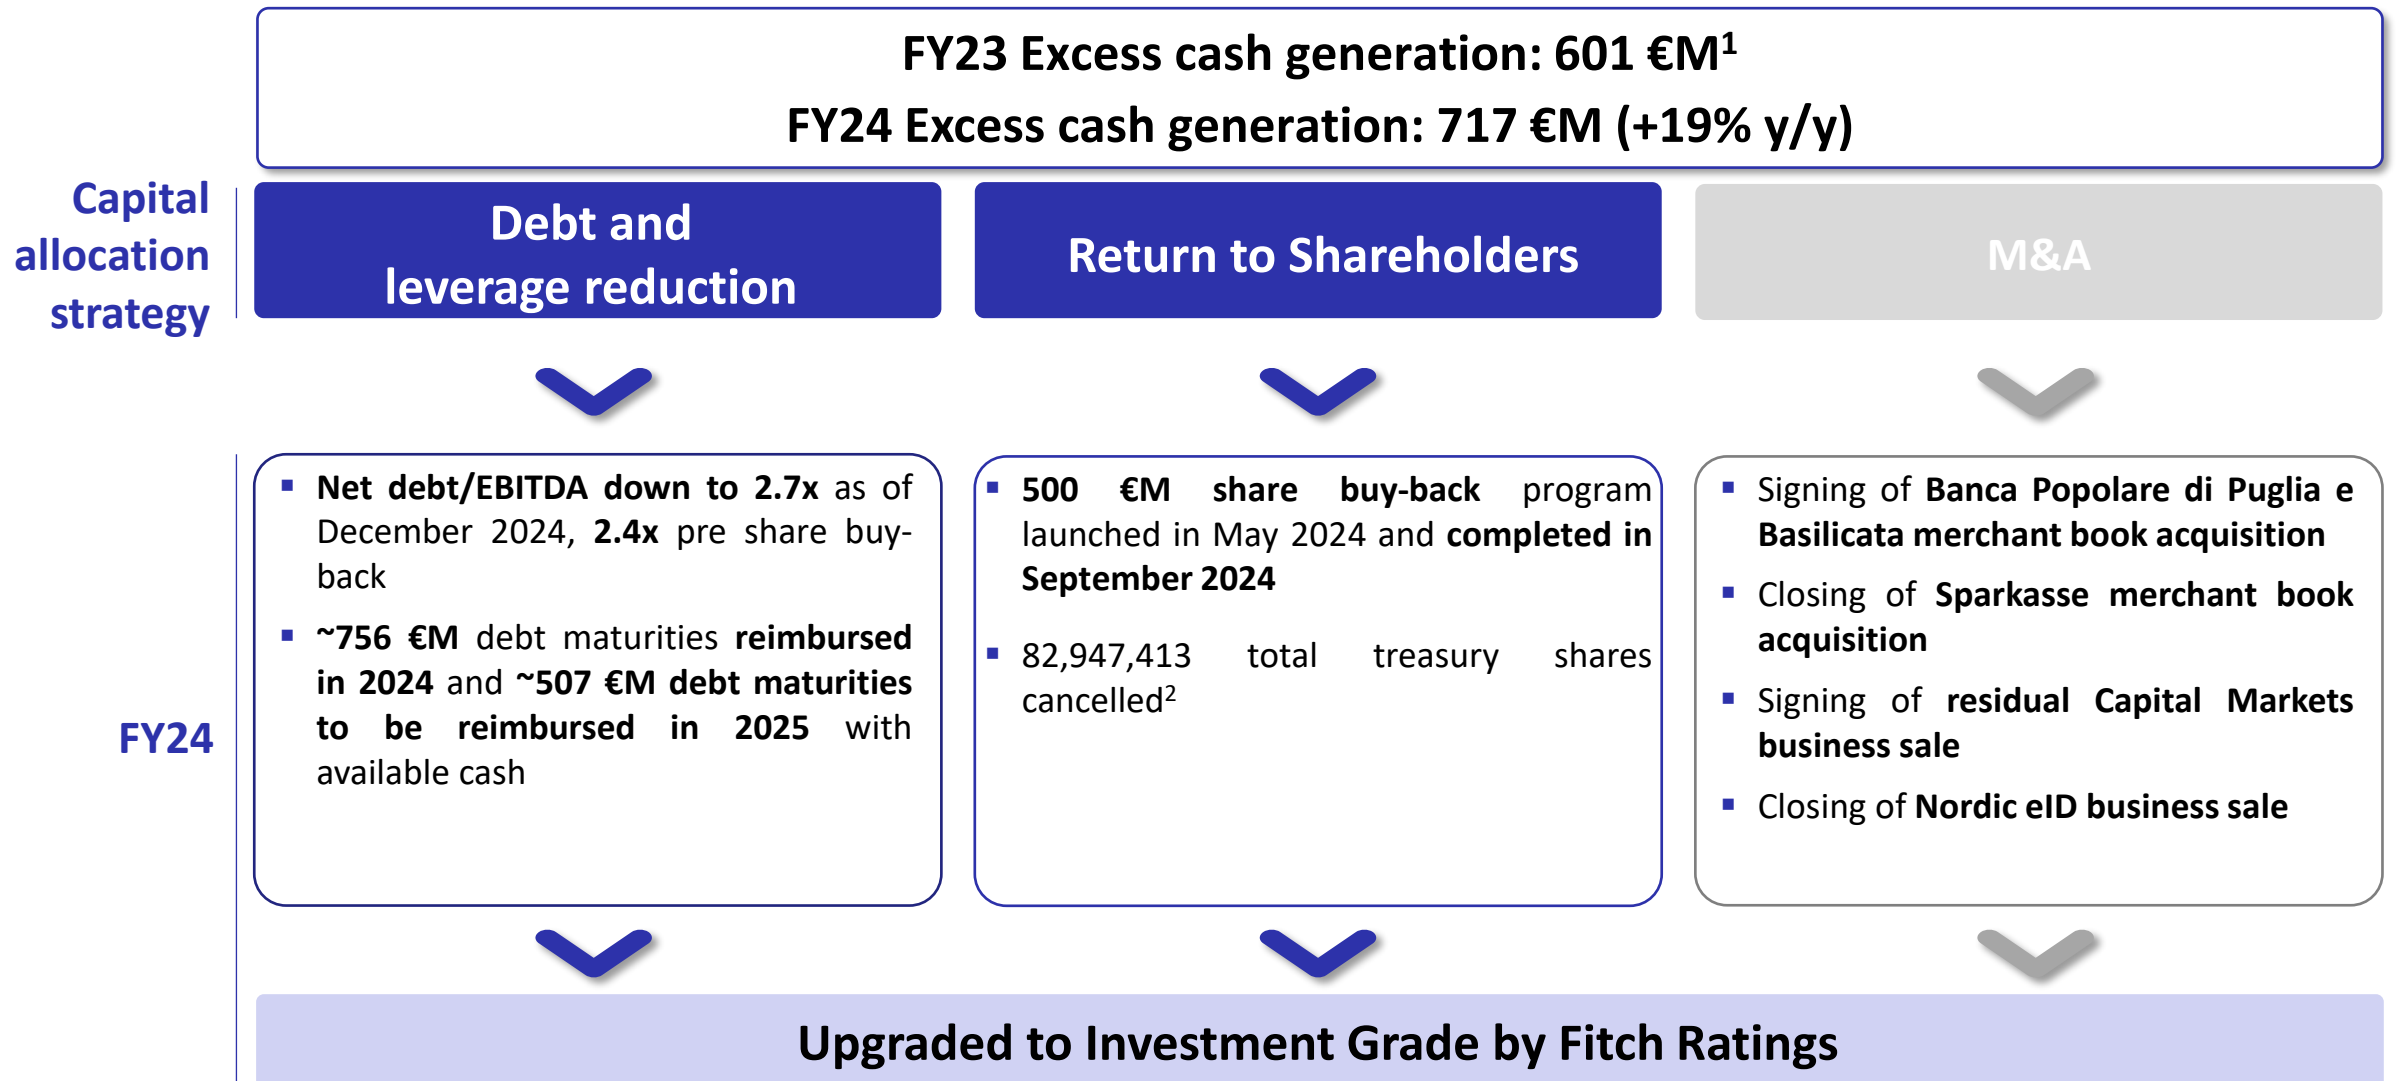 FY23 Excess cash generation: 601 €M¹
FY24 Excess cash generation: 717 €M (+19% y/y)
Capital
allocation
strategy
Debt and
leverage reduction
Return to Shareholders
M&A
FY24
▪ Net debt/EBITDA down to 2.7x as of
December 2024, 2.4x pre share buy-
back
▪ ~756 €M debt maturities reimbursed
in 2024 and ~507 €M debt maturities
to be reimbursed in 2025 with
available cash
▪ 500 €M share buy-back program
launched in May 2024 and completed in
September 2024
▪ 82,947,413 total treasury shares
cancelled²
▪ Signing of Banca Popolare di Puglia e
Basilicata merchant book acquisition
▪ Closing of Sparkasse merchant book
acquisition
▪ Signing of residual Capital Markets
business sale
▪ Closing of Nordic eID business sale
Upgraded to Investment Grade by Fitch Ratings